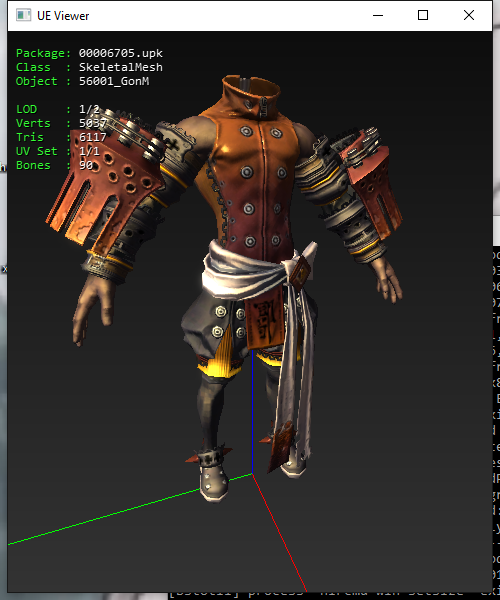 UE Viewer
Package: 00006705.upk
Class : SkeletalMesh
Object : 56001_GonM
LOD : 1/2
Verts : 5037
Tris : 6117
UV Set : 1/1
Bones : 90